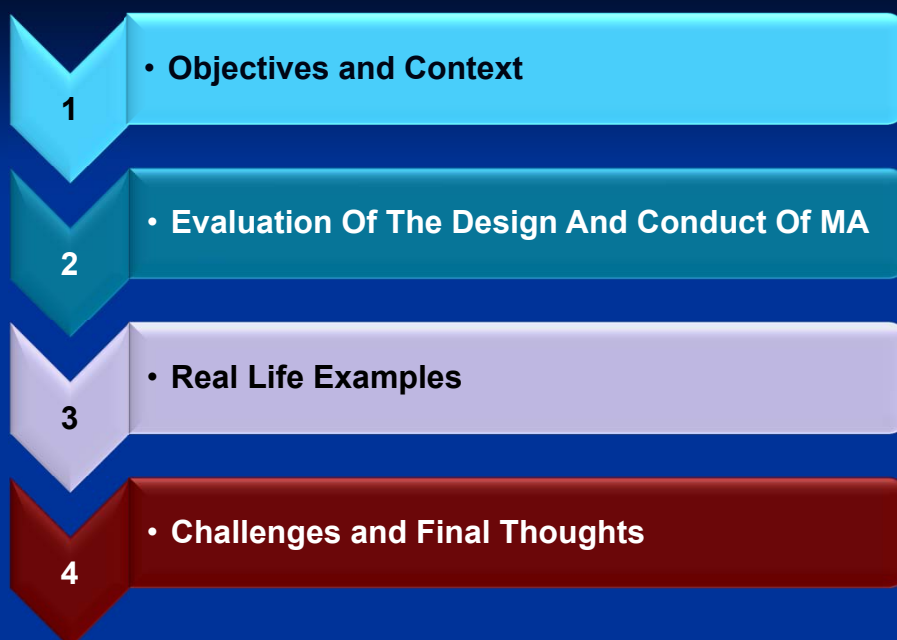 1
• Objectives and Context
2
• Evaluation Of The Design And Conduct Of MA
3
• Real Life Examples
4
• Challenges and Final Thoughts